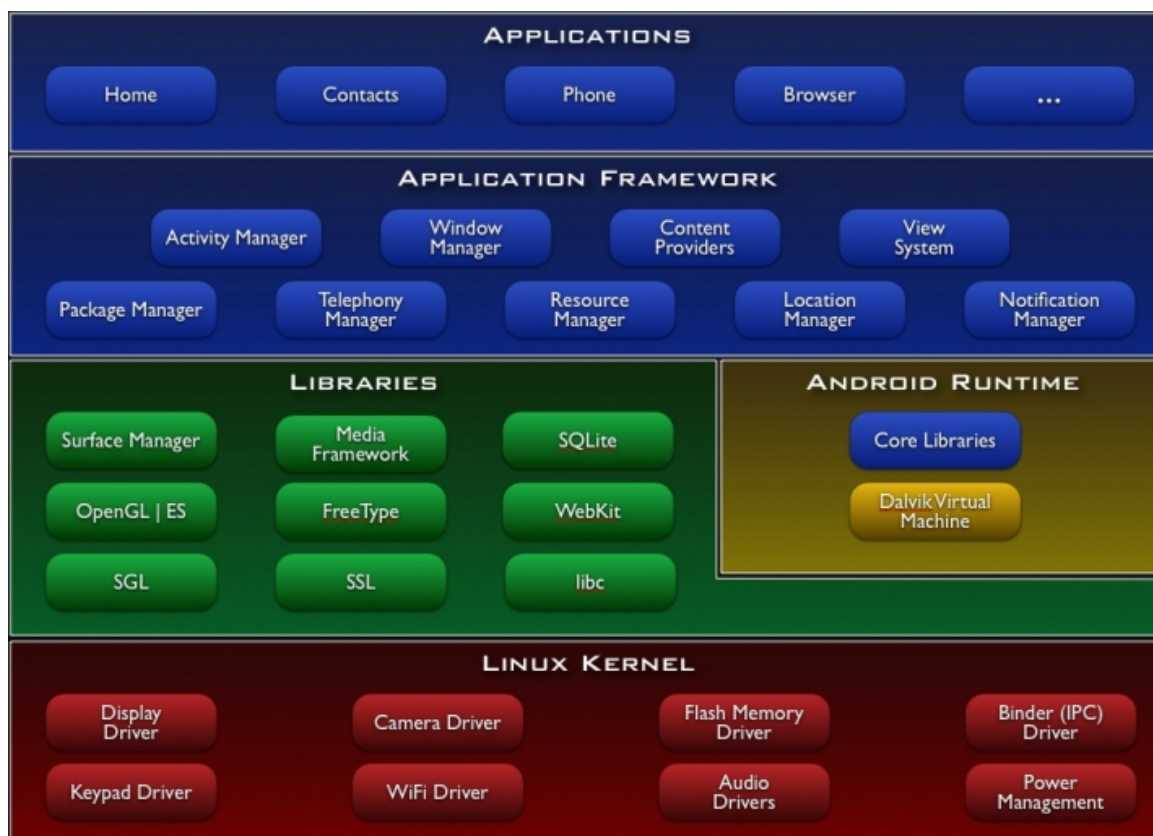 APPLICATIONS
Home
Contacts
Phone
Browser
...
APPLICATION FRAMEWORK
Activity Manager
Window
Manager
Content
Providers
View
System
Package Manager
Telephony
Manager
Resource
Manager
Location
Manager
Notification
Manager
LIBRARIES
Surface Manager
Media
Framework
SQLite
OpenGL | ES
FreeType
WebKit
SGL
SSL
libc
ANDROID RUNTIME
Core Libraries
Dalvik Virtual
Machine
LINUX KERNEL
Display
Driver
Camera Driver
Flash Memory
Driver
Binder (IPC)
Driver
Keypad Driver
WiFi Driver
Audio
Drivers
Power
Management